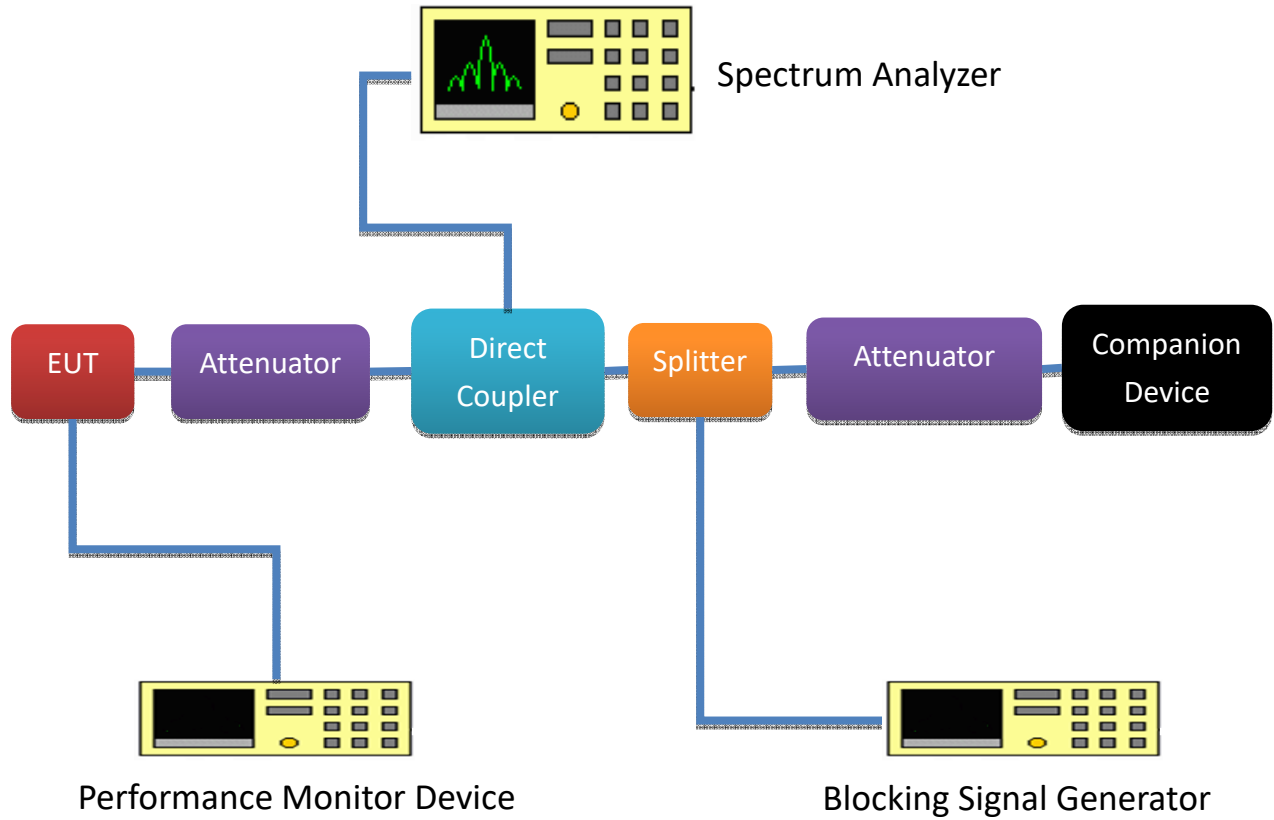 Spectrum Analyzer
EUT
Attenuator
Direct
Coupler
Splitter
Attenuator
Companion
Device
Performance Monitor Device
Blocking Signal Generator